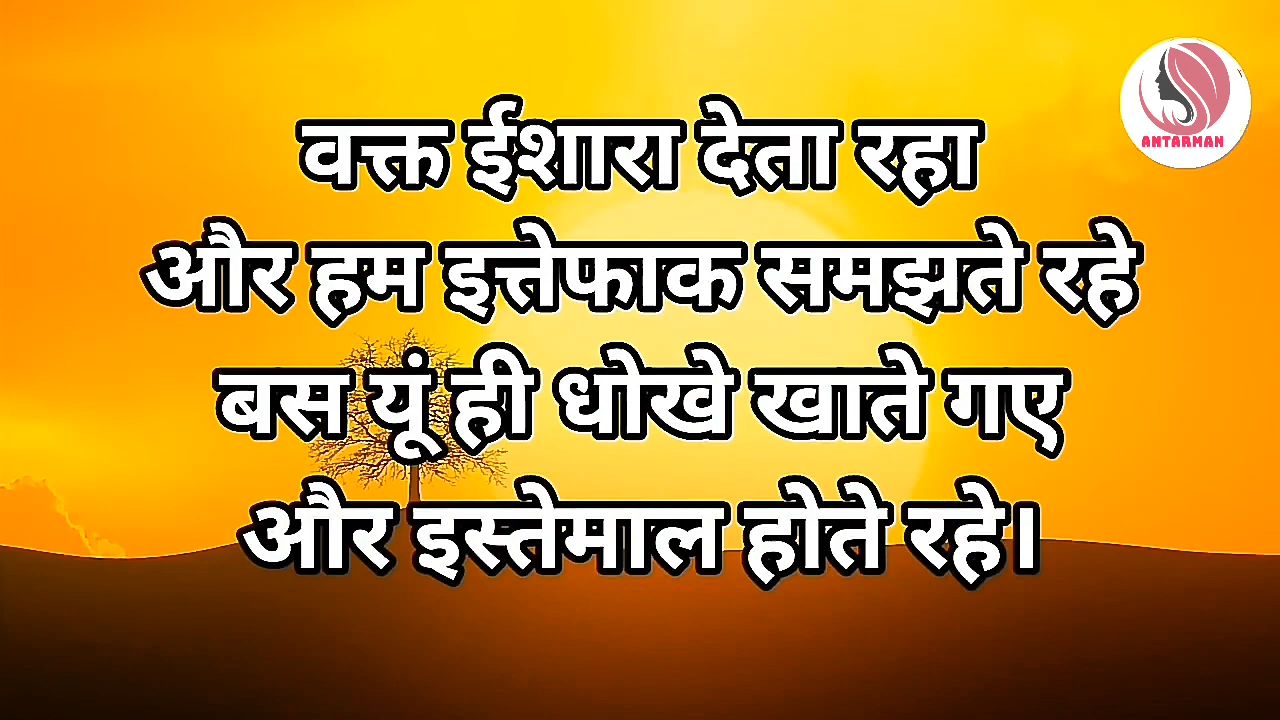 वक्त ईशारा देता रहा
और हम इत्तेफाक समझते रहे
बस यूं ही धोखे खाते गए
और इस्तेमाल होते रहे।
ANTARMAN